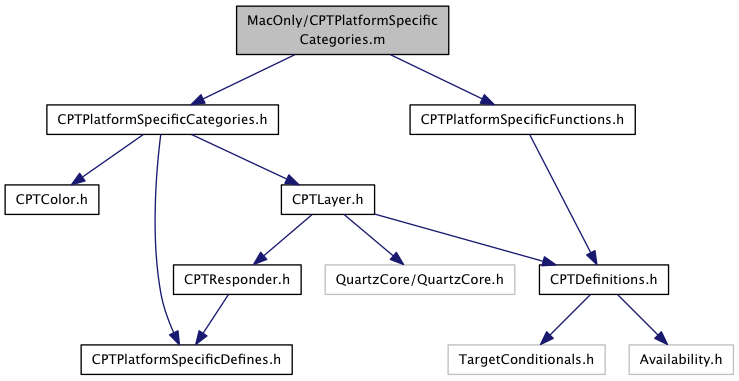 MacOnly/CPTPlatformSpecific
Categories.m
CPTPlatformSpecificCategories.h
CPTPlatformSpecificFunctions.h
CPTColor.h
CPTLayer.h
CPTResponder.h
QuartzCore/QuartzCore.h
CPTDefinitions.h
CPTPlatformSpecificDefines.h
TargetConditionals.h
Availability.h